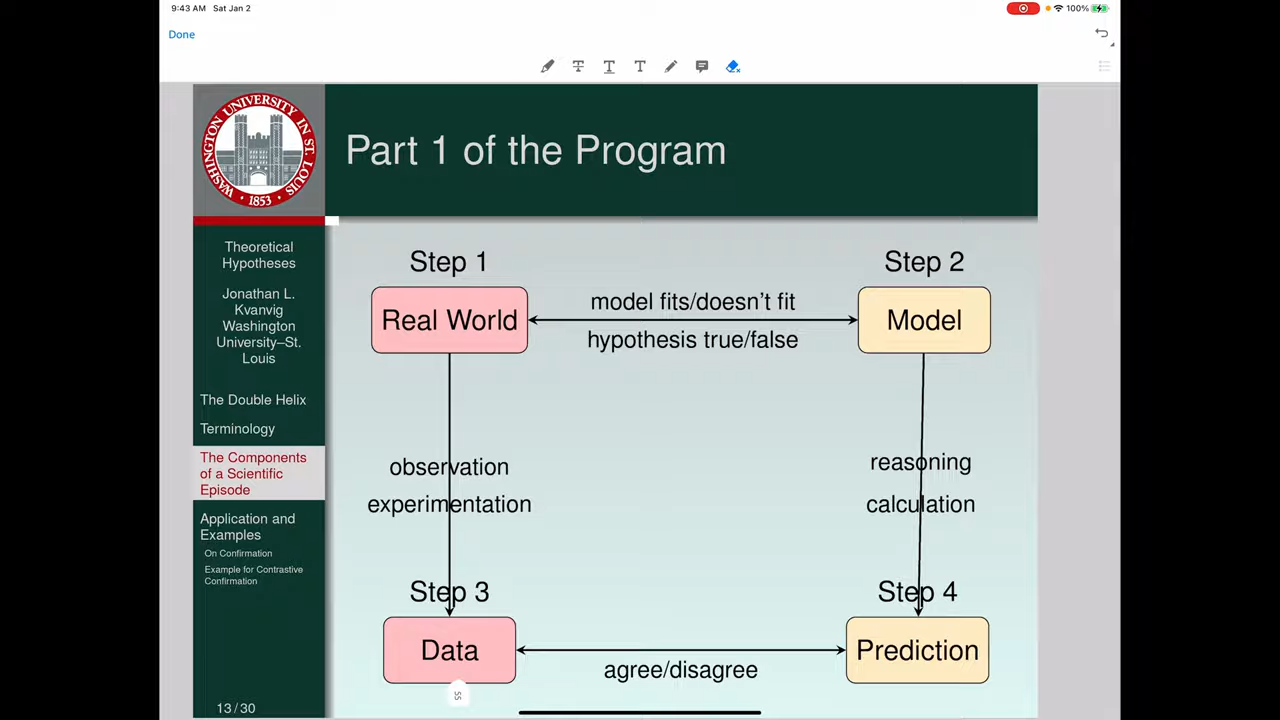 9:43 AM Sat Jan 2
100%
Done
WASHINGTON UNIVERSITY IN ST. LOUIS
1853
Part 1 of the Program
Theoretical
Hypotheses
Jonathan L.
Kvanvig
Washington
University–St.
Louis
The Double Helix
Terminology
The Components
of a Scientific
Episode
Application and
Examples
On Confirmation
Example for Contrastive
Confirmation
13 / 30
Step 1
Real World
model fits/doesn't fit
hypothesis true/false
Step 2
Model
observation
experimentation
reasoning
calculation
Step 3
Data
agree/disagree
Step 4
Prediction
55